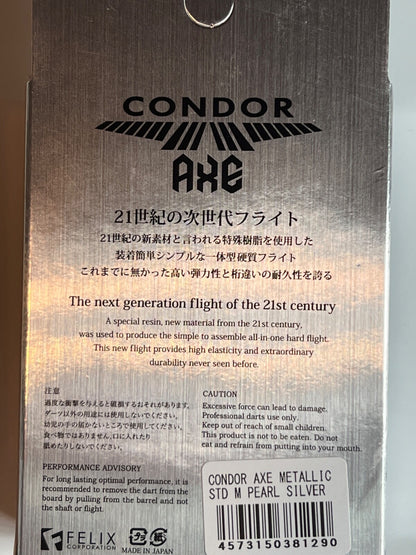 CONDOR
AXE
21世紀の次世代フライト
21世紀の新素材と言われる特殊樹脂を使用した
装着簡単シンプルな一体型硬質フライト
これまでに無かった高い弾力性と桁違いの耐久性を誇る
The next generation flight of the 21st century
A special resin, new material from the 21st century,
was used to produce the simple to assemble all-in-one hard flight.
This new flight provides high elasticity and extraordinary
durability never seen before.
注意
過度な衝撃を与えると破損するおそれがあります。
ダーツ以外の用途には使用しないでください。
幼児の手の届かないところで使用してください。
食べ物ではありません。口に入れたり
舐めたりしないでください。
CAUTION
Excessive force can lead to damage.
Professional darts use only.
Keep out of reach of small children.
This product is not to be eaten. Do not
eat and refrain from putting into your mouth.
PERFORMANCE ADVISORY
For long lasting optimal performance, it is
recommended to remove the dart from the
board by pulling from the barrel and not
the shaft or flight.
CONDOR AXE METALLIC
STD M PEARL SILVER
4573150381290
FELIX
CORPORATION
プラ
紙
MADE IN JAPAN